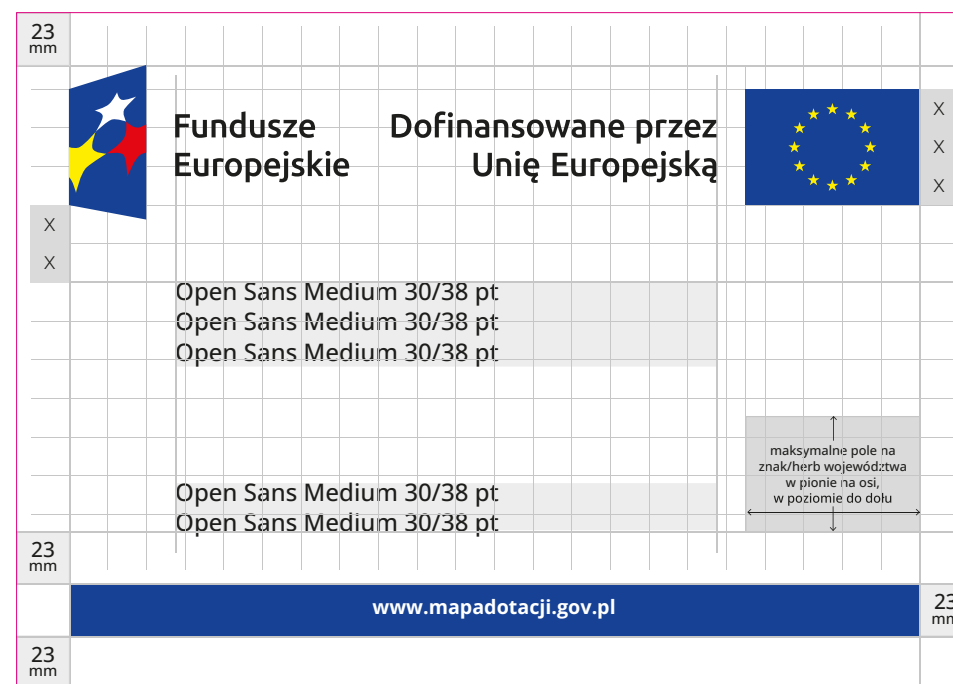 23
mm
Fundusze
Europejskie
Dofinansowane przez
Unię Europejską
X
X
X
X
X
Open Sans Medium 30/38 pt
Open Sans Medium 30/38 pt
Open Sans Medium 30/38 pt
maksymalne pole na
znak/herb województwa
w pionie na osi,
w poziomie do dołu
Open Sans Medium 30/38 pt
Open Sans Medium 30/38 pt
23
mm
www.mapadotacji.gov.pl
23
mm
23
mm